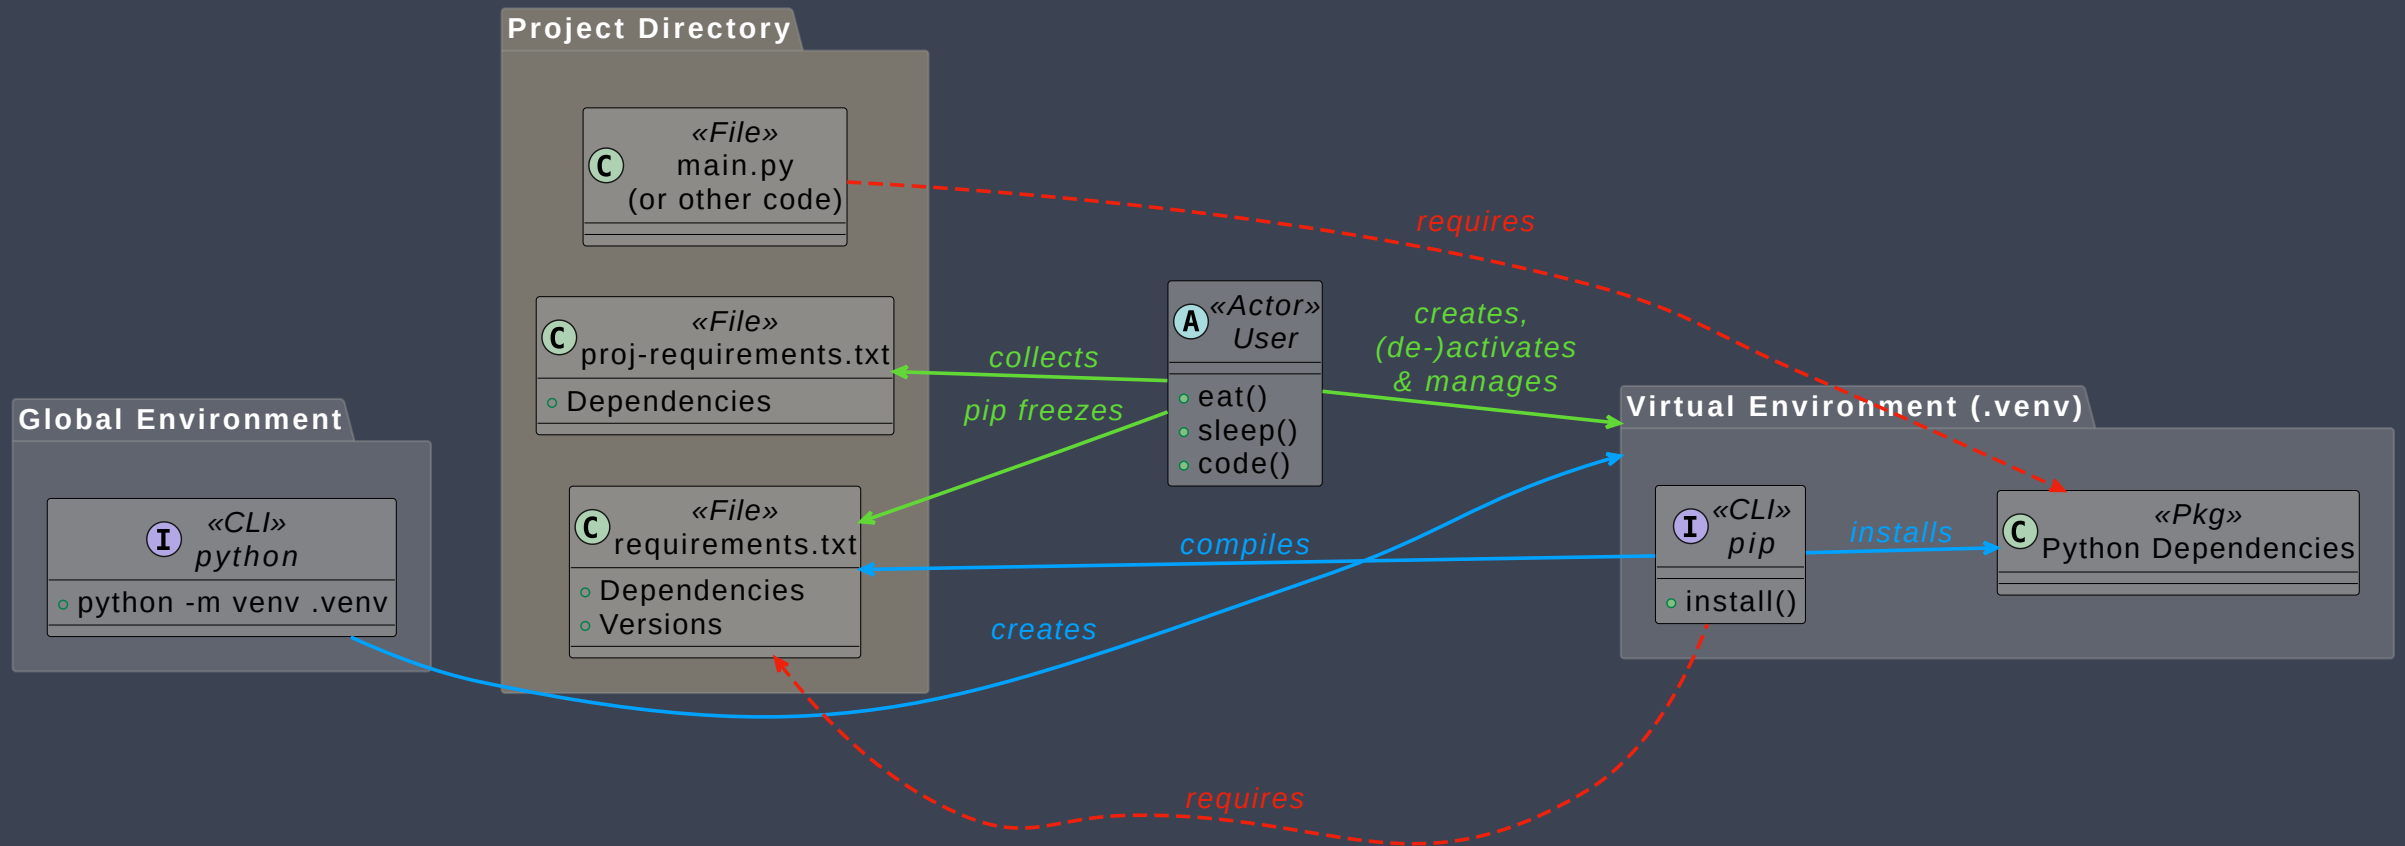 Project Directory
«File»
C
main.py
(or other code)
requires
«File»
C
proj-requirements.txt
Dependencies
collects
pip freezes
«Actor»
A
User
eat()
sleep()
code()
creates,
(de-)activates
& manages
Global Environment
«CLI»
I
python
python -m venv .venv
«File»
C
requirements.txt
Dependencies
Versions
compiles
creates
Virtual Environment (.venv)
«CLI»
I
pip
install()
installs
«Pkg»
C
Python Dependencies
requires